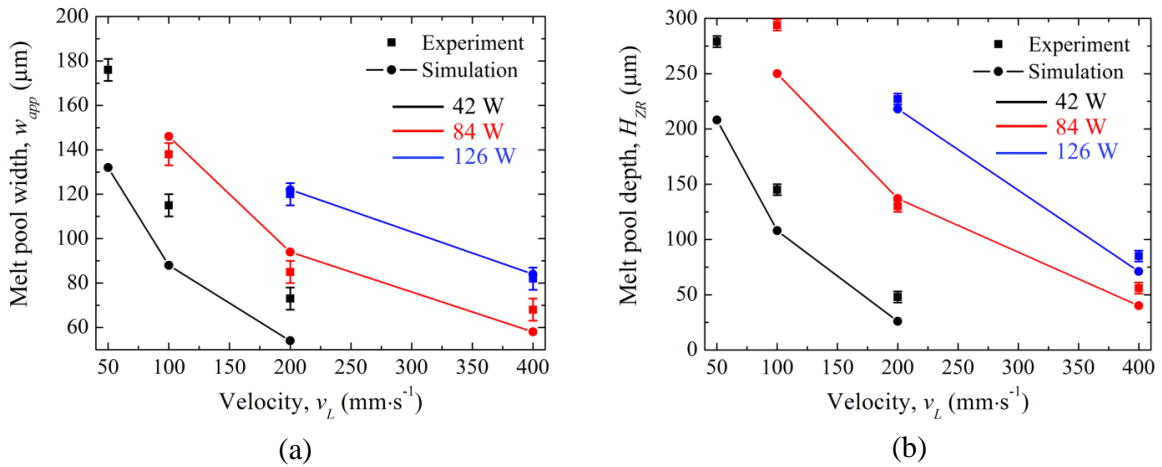 180
160
140
120
100
80
60
Melt pool width, w_app (µm)
50 100 150 200 250 300 350 400
Velocity, v_L (mm·s⁻¹)
Experiment
Simulation
42 W
84 W
126 W
(a)
300
250
200
150
100
50
0
Melt pool depth, H_ZR (µm)
50 100 150 200 250 300 350 400
Velocity, v_L (mm·s⁻¹)
Experiment
Simulation
42 W
84 W
126 W
(b)